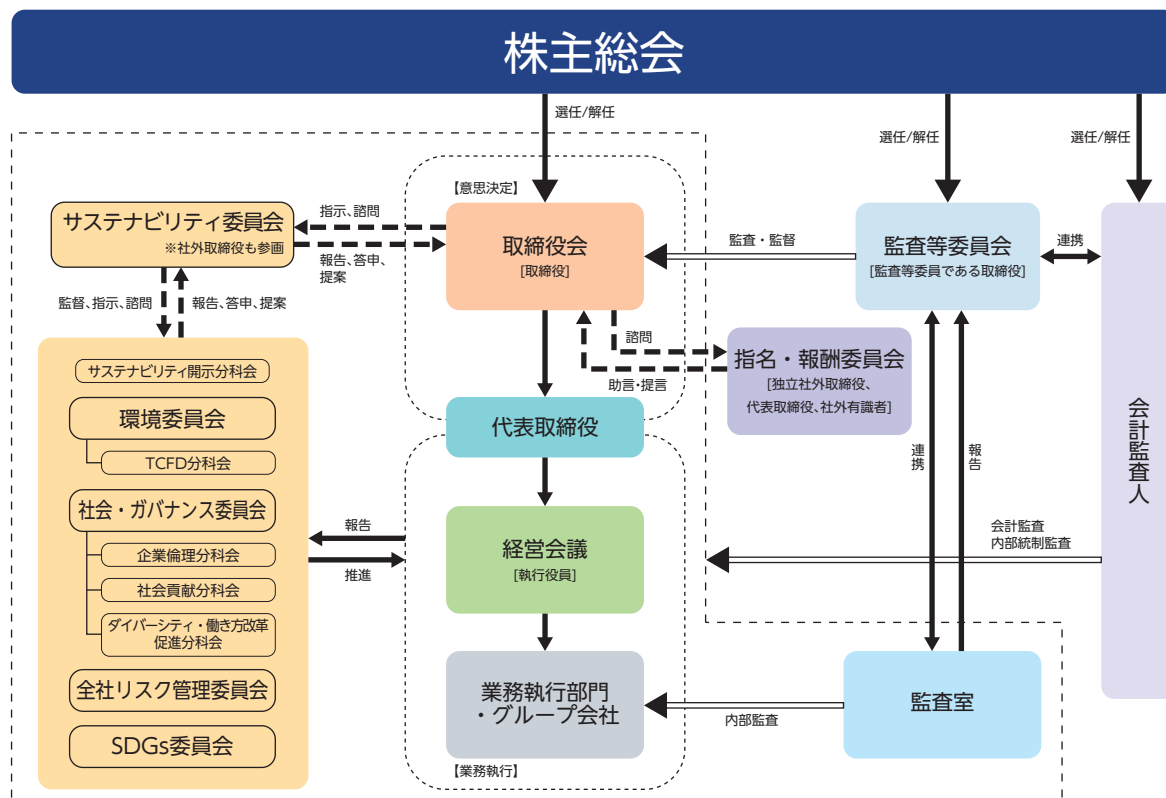 株主総会
選任/解任
選任/解任
選任/解任
【意思決定】
サステナビリティ委員会
※社外取締役も参画
指示、諮問
報告、答申、
提案
取締役会
[取締役]
監査・監督
監査等委員会
[監査等委員である取締役]
連携
監督、指示、諮問
報告、答申、提案
諮問
助言・提言
指名・報酬委員会
[独立社外取締役、
代表取締役、社外有識者]
サステナビリティ開示分科会
環境委員会
TCFD分科会
社会・ガバナンス委員会
企業倫理分科会
社会貢献分科会
ダイバーシティ・働き方改革
促進分科会
全社リスク管理委員会
SDGs委員会
代表取締役
報告
推進
経営会議
[執行役員]
連携
報告
会計監査人
会計監査
内部統制監査
業務執行部門
・グループ会社
内部監査
監査室
【業務執行】